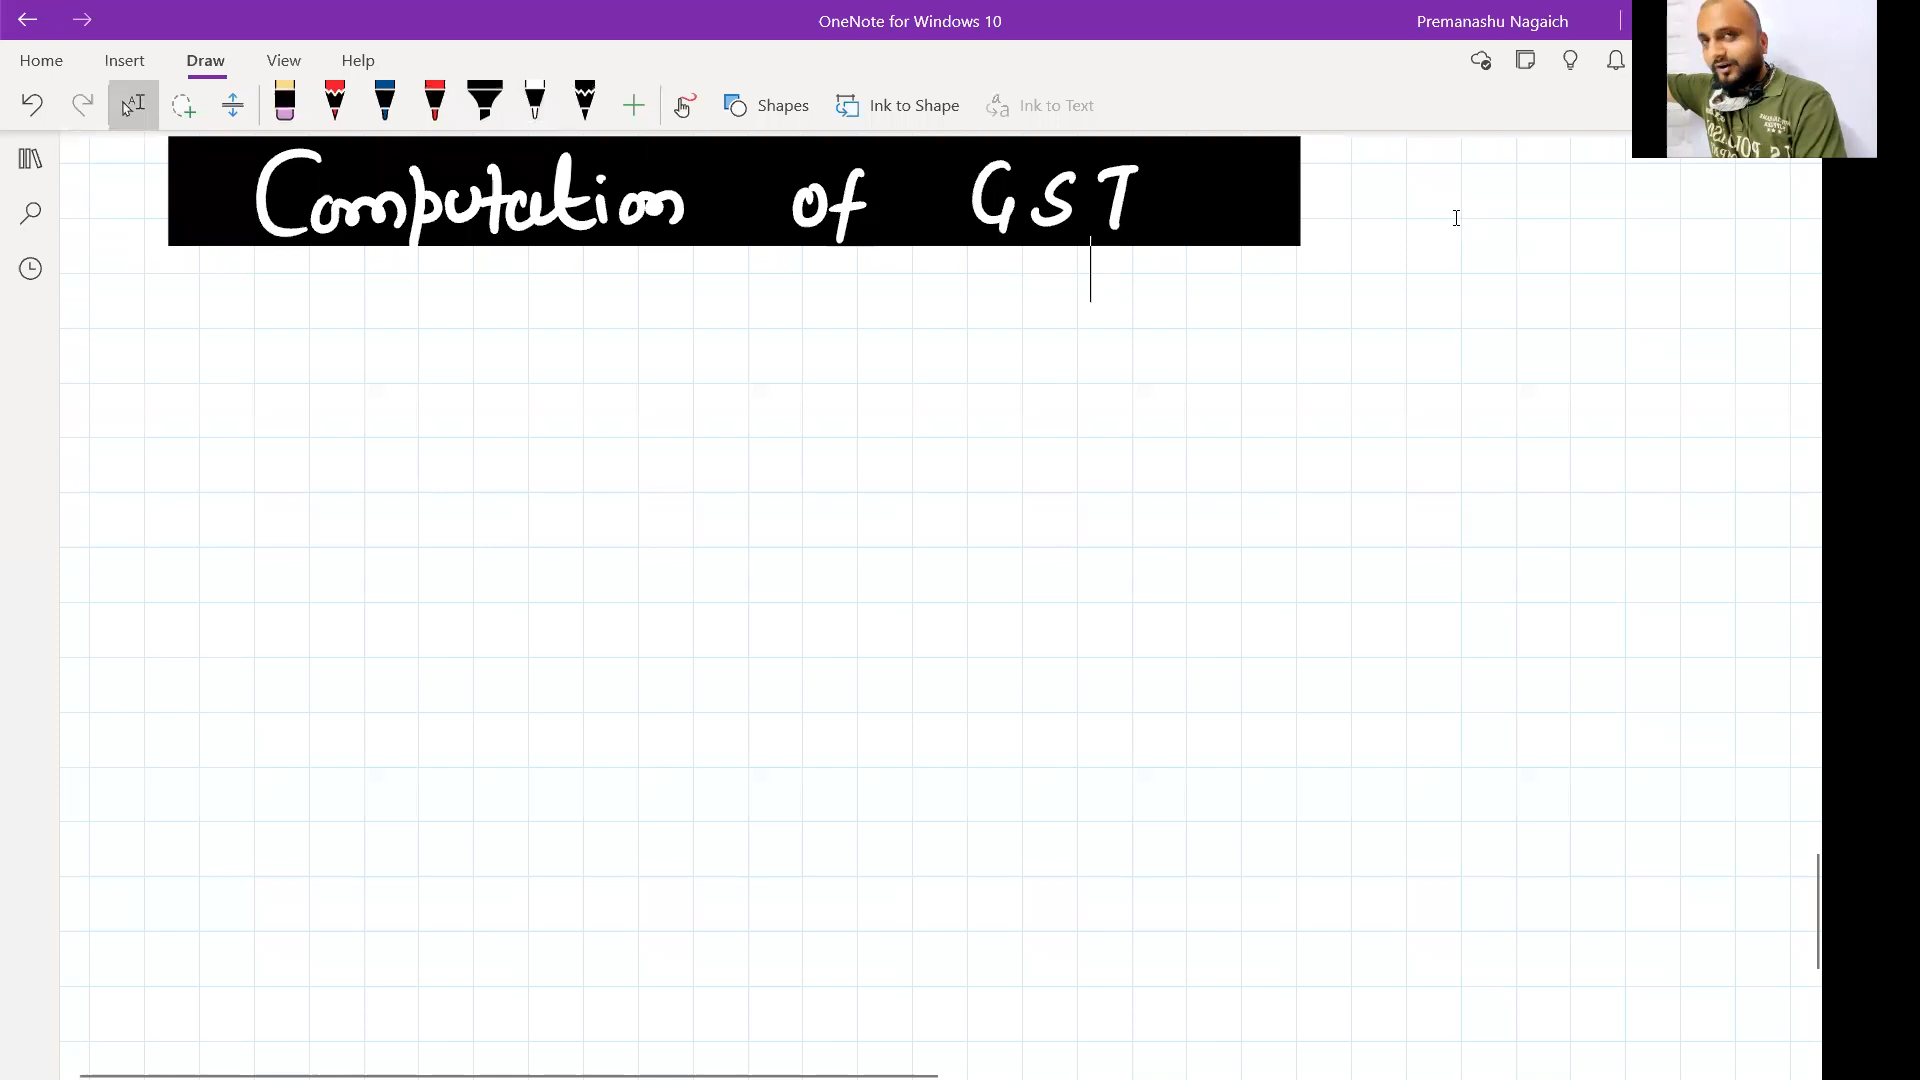 OneNote for Windows 10
Premanashu Nagaich
Home Insert Draw View Help
Shapes Ink to Shape Ink to Text
Computation of GST